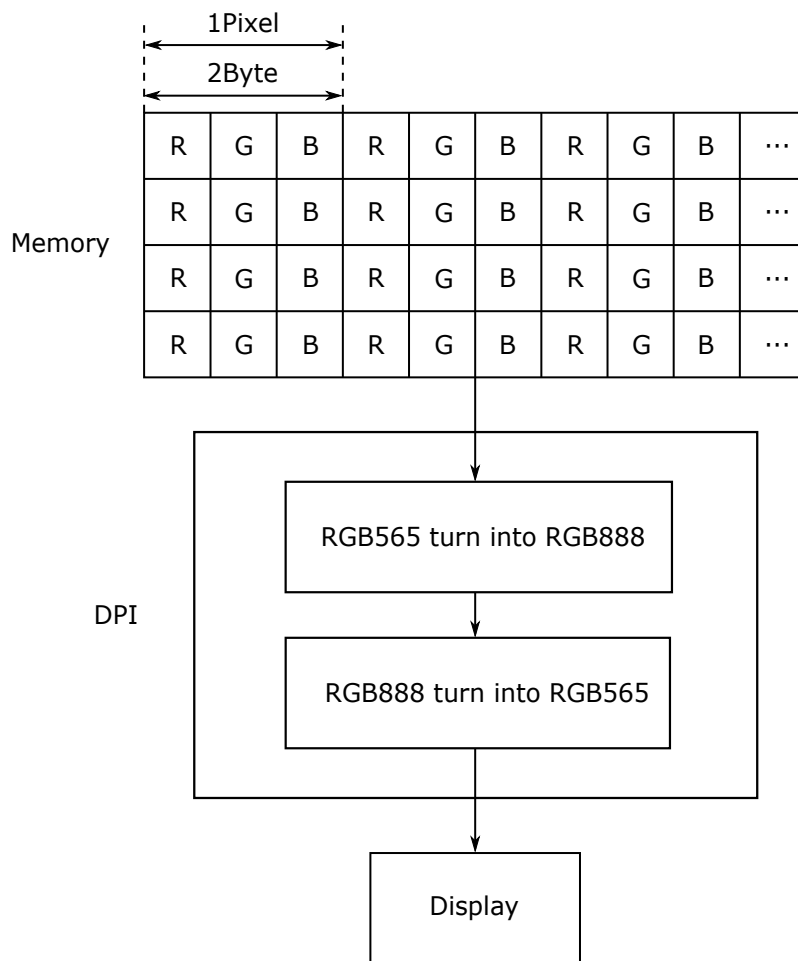 1Pixel
2Byte
R G B R G B R G B ...
R G B R G B R G B ...
Memory
R G B R G B R G B ...
R G B R G B R G B ...
RGB565 turn into RGB888
DPI
RGB888 turn into RGB565
Display